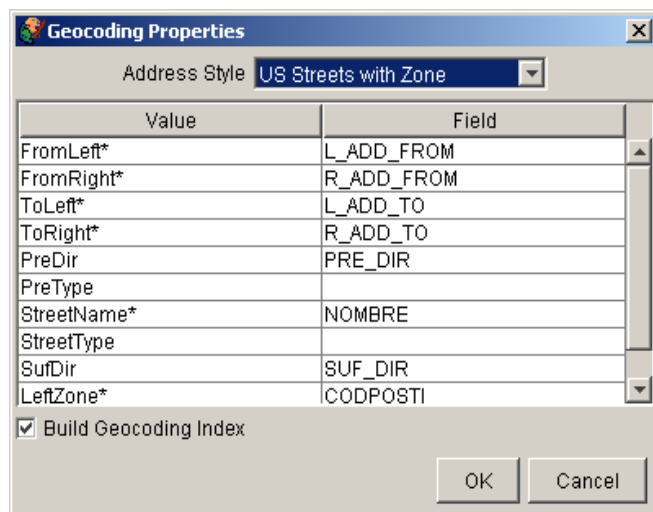 Geocoding Properties
Address Style US Streets with Zone
Value Field
FromLeft* L_ADD_FROM
FromRight* R_ADD_FROM
ToLeft* L_ADD_TO
ToRight* R_ADD_TO
PreDir PRE_DIR
PreType
StreetName* NOMBRE
StreetType
SufDir SUF_DIR
LeftZone* CODPOSTI
Build Geocoding Index
OK Cancel